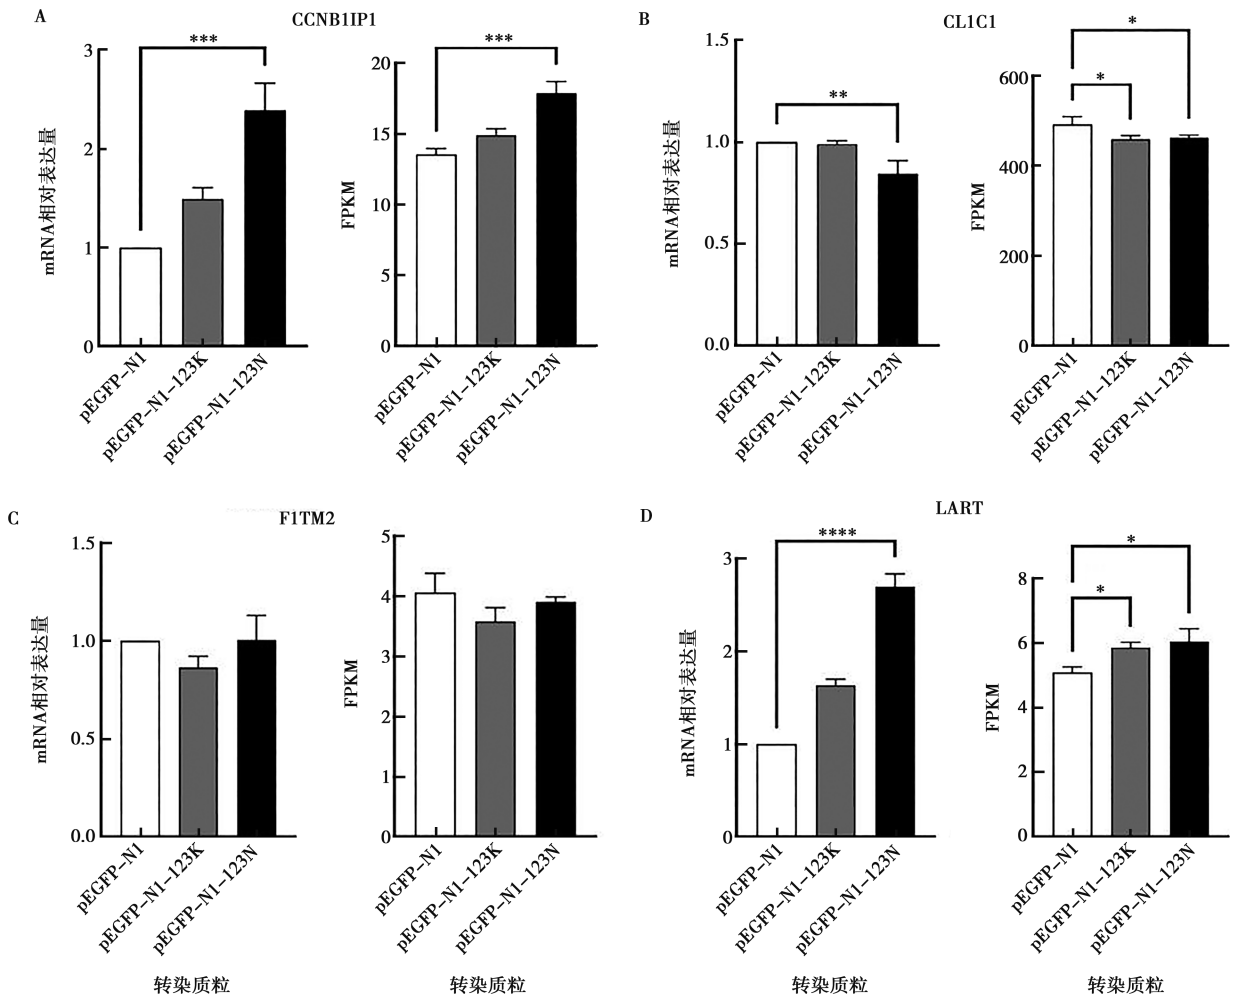 A
CCNB1IP1
mRNA相对表达量
3
2
1
0
***
pEGFP-N1
pEGFP-N1-123K
pEGFP-N1-123N
FPKM
20
15
10
5
0
***
pEGFP-N1
pEGFP-N1-123K
pEGFP-N1-123N
B
CL1C1
mRNA相对表达量
1.5
1.0
0.5
0.0
**
pEGFP-N1
pEGFP-N1-123K
pEGFP-N1-123N
FPKM
600
400
200
0
*
*
pEGFP-N1
pEGFP-N1-123K
pEGFP-N1-123N
C
F1TM2
mRNA相对表达量
1.5
1.0
0.5
0.0
pEGFP-N1
pEGFP-N1-123K
pEGFP-N1-123N
转染质粒
FPKM
5
4
3
2
1
0
pEGFP-N1
pEGFP-N1-123K
pEGFP-N1-123N
转染质粒
D
LART
mRNA相对表达量
3
2
1
0
****
pEGFP-N1
pEGFP-N1-123K
pEGFP-N1-123N
转染质粒
FPKM
8
6
4
2
0
*
*
pEGFP-N1
pEGFP-N1-123K
pEGFP-N1-123N
转染质粒